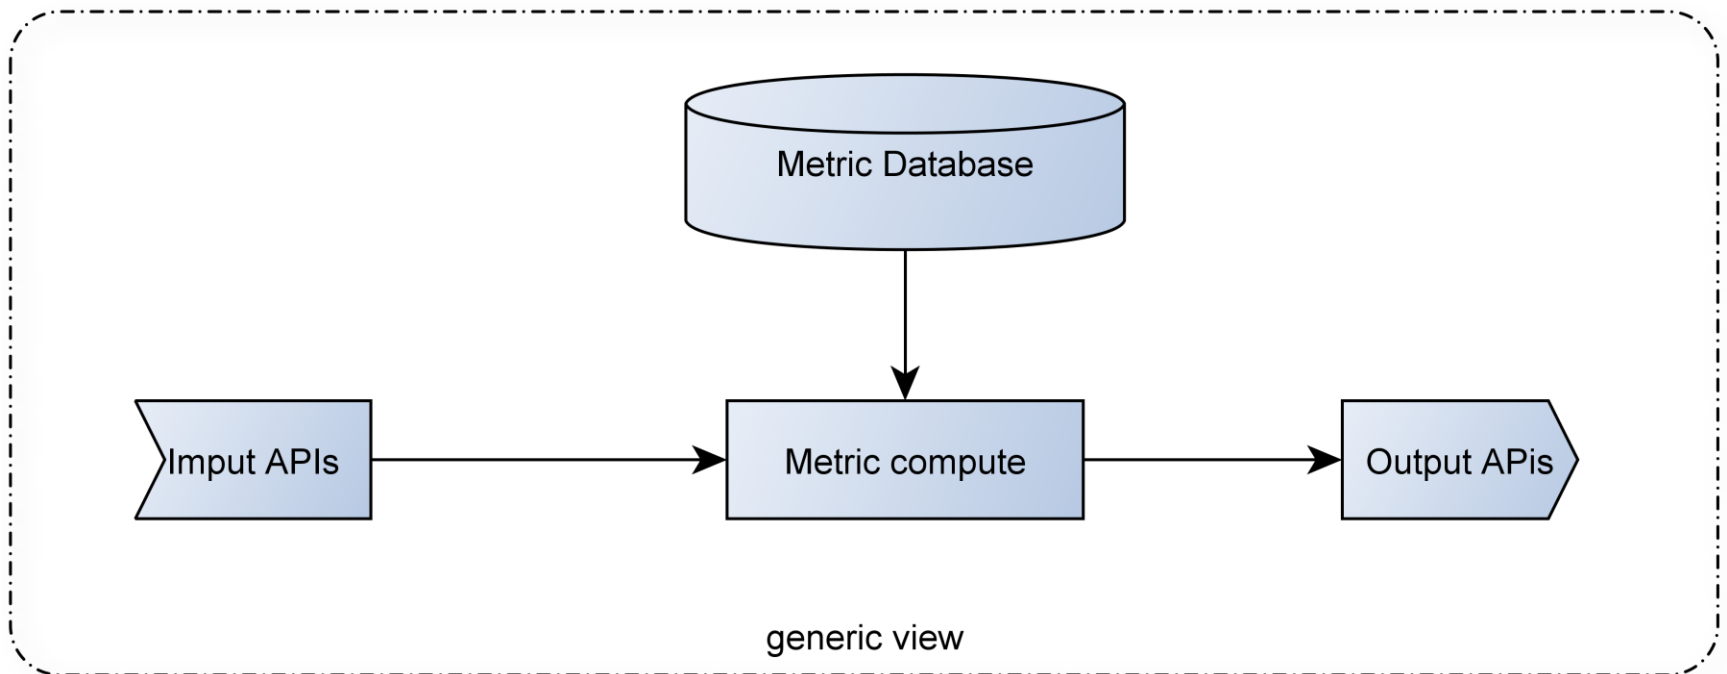 Metric Database
Imput APIs
Metric compute
Output APis
generic view